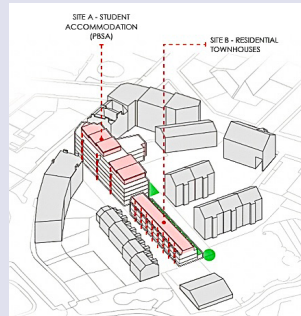 SITE A - STUDENT
ACCOMMODATION
(PBSA)
SITE B - RESIDENTIAL
TOWNHOUSES